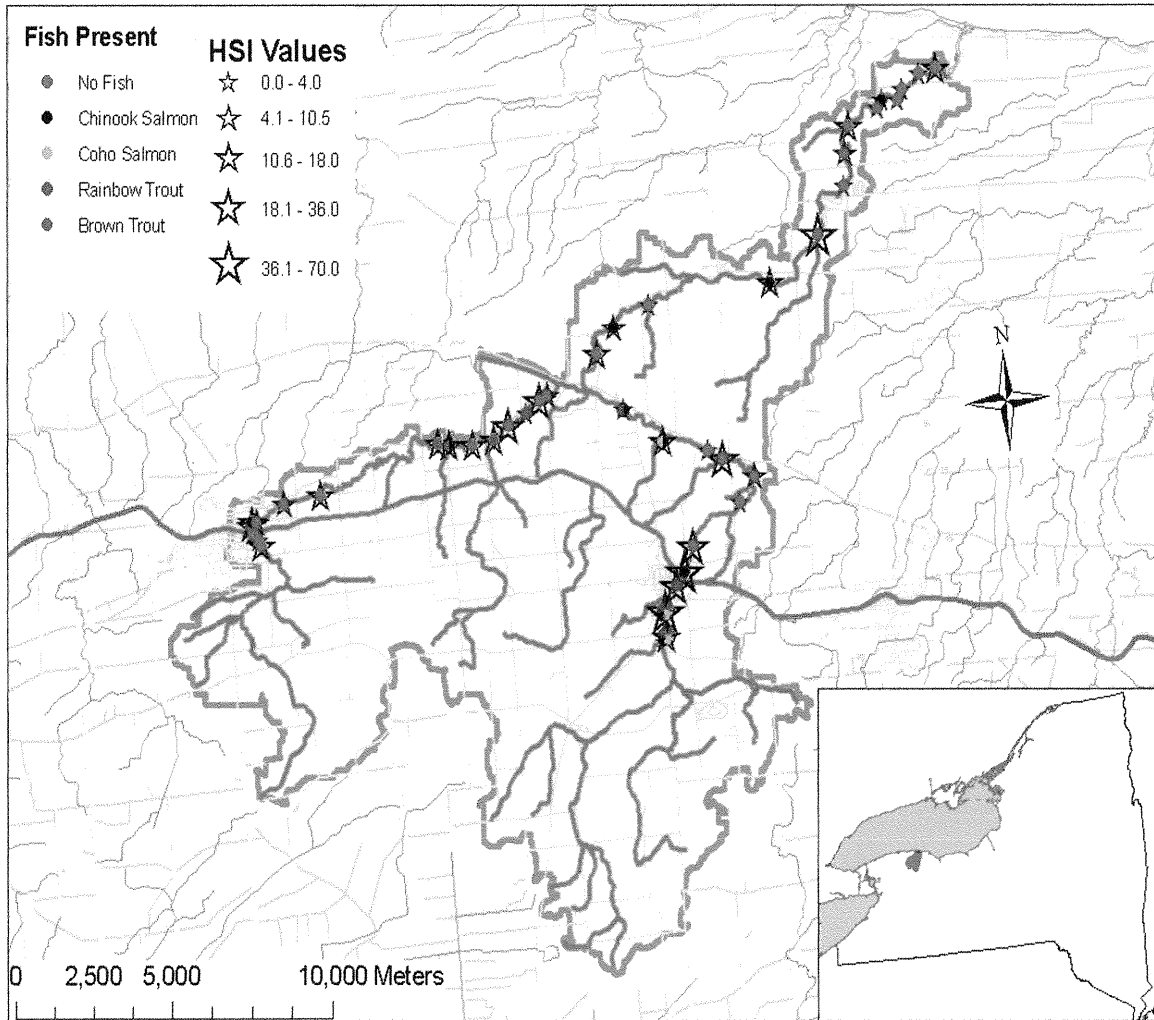 Fish Present
No Fish
Chinook Salmon
Coho Salmon
Rainbow Trout
Brown Trout
HSI Values
0.0 - 4.0
4.1 - 10.5
10.6 - 18.0
18.1 - 36.0
36.1 - 70.0
N
0 2,500 5,000 10,000 Meters